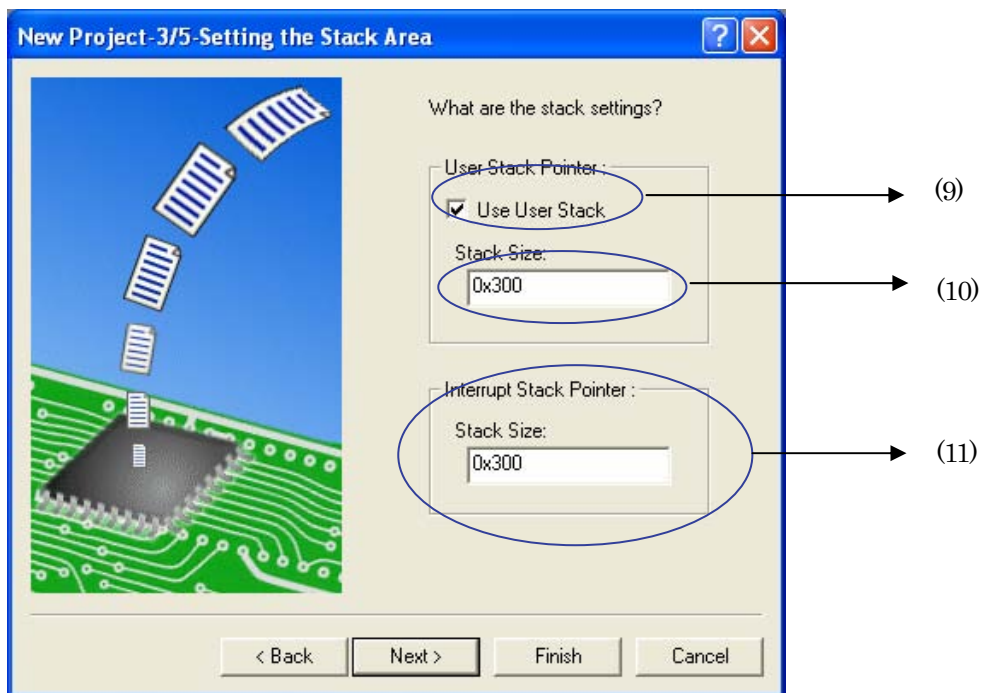 New Project-3/5-Setting the Stack Area
What are the stack settings?
User Stack Pointer :
(9)
Use User Stack
Stack Size:
0x300
(10)
Interrupt Stack Pointer :
Stack Size:
0x300
(11)
< Back Next > Finish Cancel